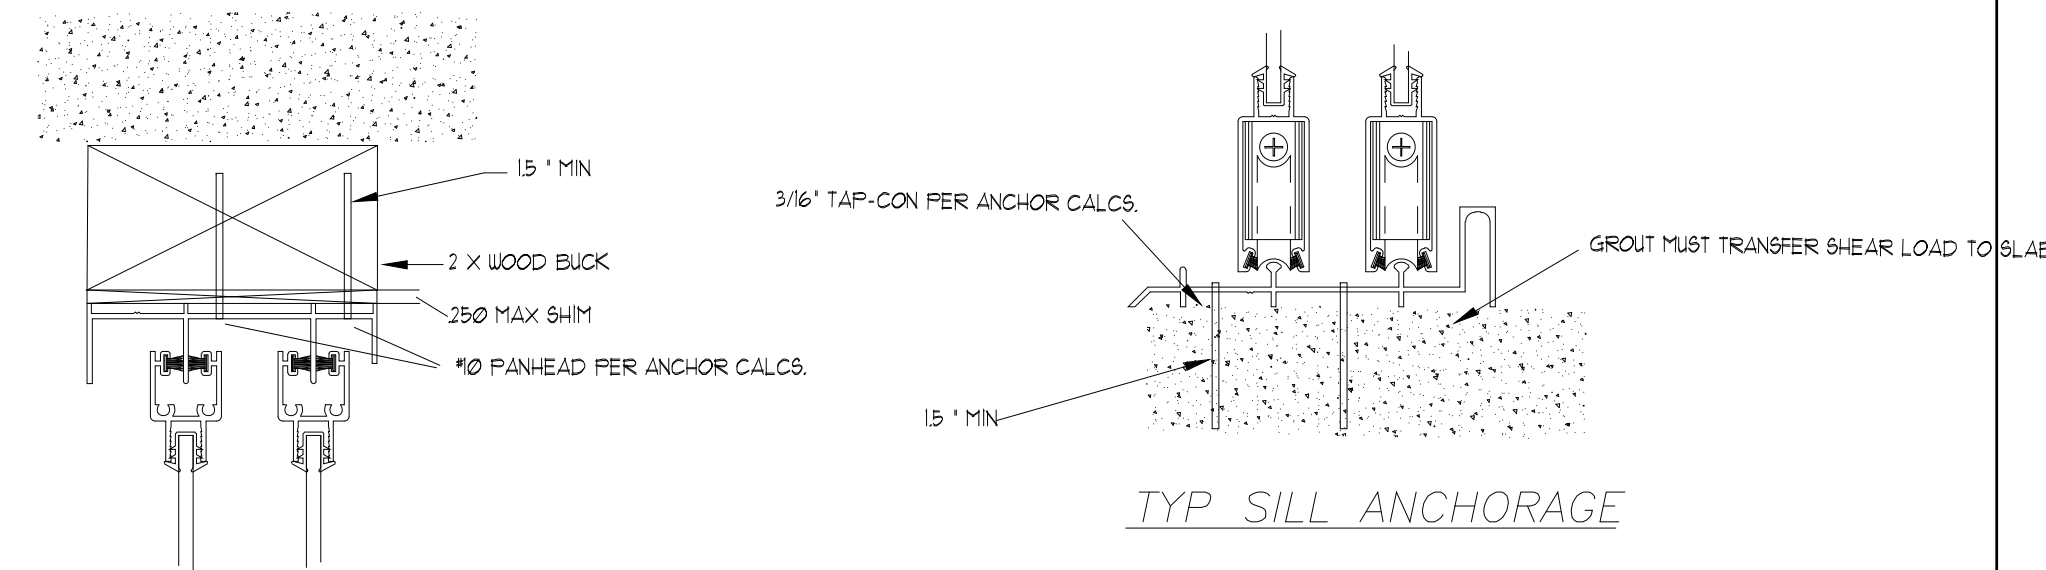 1.5 " MIN
2 X WOOD BUCK
.250 MAX SHIM
#10 PANHEAD PER ANCHOR CALCS.
3/16" TAP-CON PER ANCHOR CALCS.
GROUT MUST TRANSFER SHEAR LOAD TO SLAB
1.5 " MIN
TYP SILL ANCHORAGE